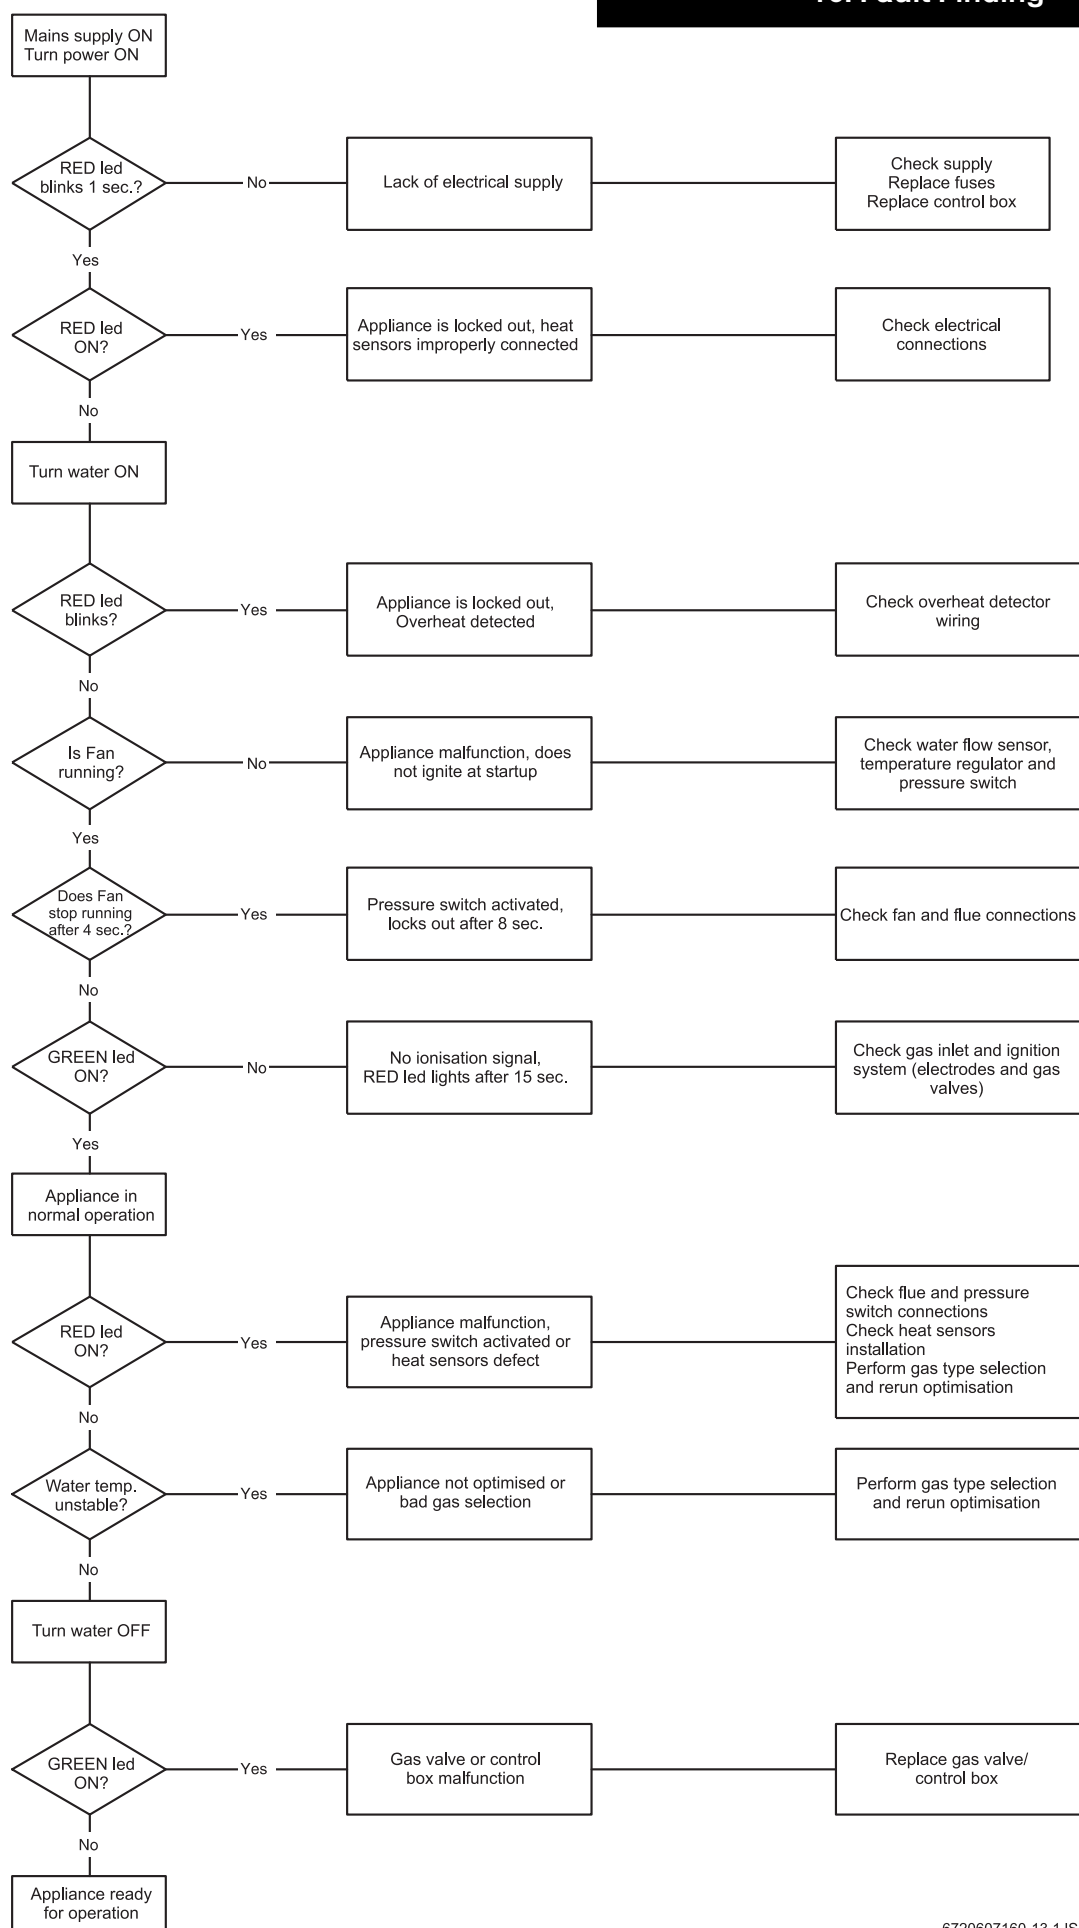 Fault Finding
Mains supply ON
Turn power ON
RED led
blinks 1 sec.?
No
Lack of electrical supply
Check supply
Replace fuses
Replace control box
Yes
RED led
ON?
Yes
Appliance is locked out, heat
sensors improperly connected
Check electrical
connections
No
Turn water ON
RED led
blinks?
Yes
Appliance is locked out,
Overheat detected
Check overheat detector
wiring
No
Is Fan
running?
No
Appliance malfunction, does
not ignite at startup
Check water flow sensor,
temperature regulator and
pressure switch
Yes
Does Fan
stop running
after 4 sec.?
Yes
Pressure switch activated,
locks out after 8 sec.
Check fan and flue connections
No
GREEN led
ON?
No
No ionisation signal,
RED led lights after 15 sec.
Check gas inlet and ignition
system (electrodes and gas
valves)
Yes
Appliance in
normal operation
RED led
ON?
Yes
Appliance malfunction,
pressure switch activated or
heat sensors defect
Check flue and pressure
switch connections
Check heat sensors
installation
Perform gas type selection
and rerun optimisation
No
Water temp.
unstable?
Yes
Appliance not optimised or
bad gas selection
Perform gas type selection
and rerun optimisation
No
Turn water OFF
GREEN led
ON?
Yes
Gas valve or control
box malfunction
Replace gas valve/
control box
No
Appliance ready
for operation